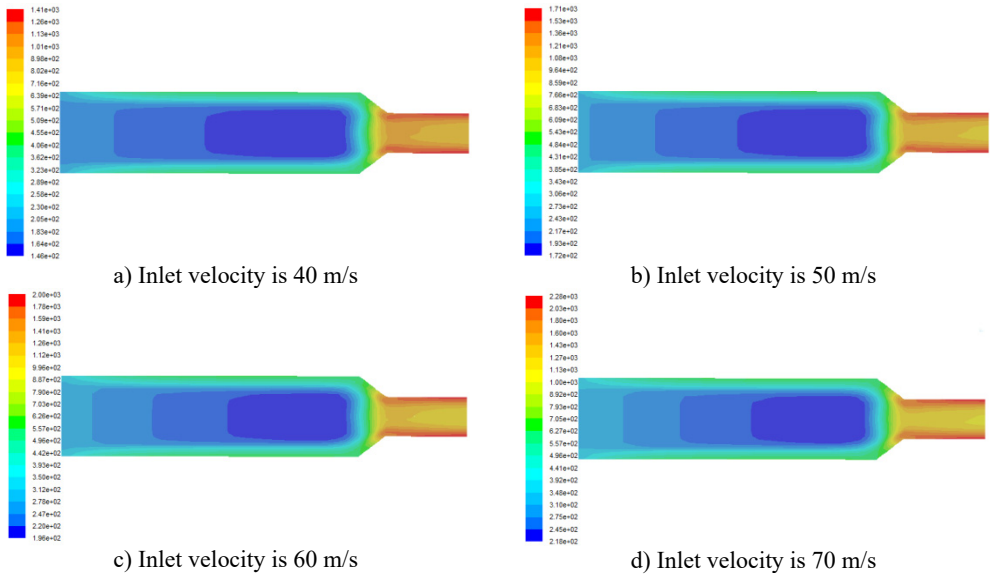 1.41e+03
1.26e+03
1.13e+03
1.01e+03
8.98e+02
8.02e+02
7.16e+02
6.39e+02
5.71e+02
5.09e+02
4.55e+02
4.06e+02
3.62e+02
3.23e+02
2.89e+02
2.58e+02
2.30e+02
2.05e+02
1.83e+02
1.64e+02
1.46e+02
a) Inlet velocity is 40 m/s
1.71e+03
1.53e+03
1.36e+03
1.21e+03
1.08e+03
9.64e+02
8.59e+02
7.66e+02
6.83e+02
6.09e+02
5.43e+02
4.84e+02
4.31e+02
3.85e+02
3.43e+02
3.06e+02
2.73e+02
2.43e+02
2.17e+02
1.93e+02
1.72e+02
b) Inlet velocity is 50 m/s
2.00e+03
1.78e+03
1.59e+03
1.41e+03
1.26e+03
1.12e+03
9.96e+02
8.87e+02
7.90e+02
7.03e+02
6.26e+02
5.57e+02
4.96e+02
4.42e+02
3.93e+02
3.50e+02
3.12e+02
2.78e+02
2.47e+02
2.20e+02
1.96e+02
c) Inlet velocity is 60 m/s
2.28e+03
2.03e+03
1.80e+03
1.60e+03
1.43e+03
1.27e+03
1.13e+03
1.00e+03
8.92e+02
7.93e+02
7.05e+02
6.27e+02
5.57e+02
4.96e+02
4.41e+02
3.92e+02
3.48e+02
3.10e+02
2.75e+02
2.45e+02
2.18e+02
d) Inlet velocity is 70 m/s